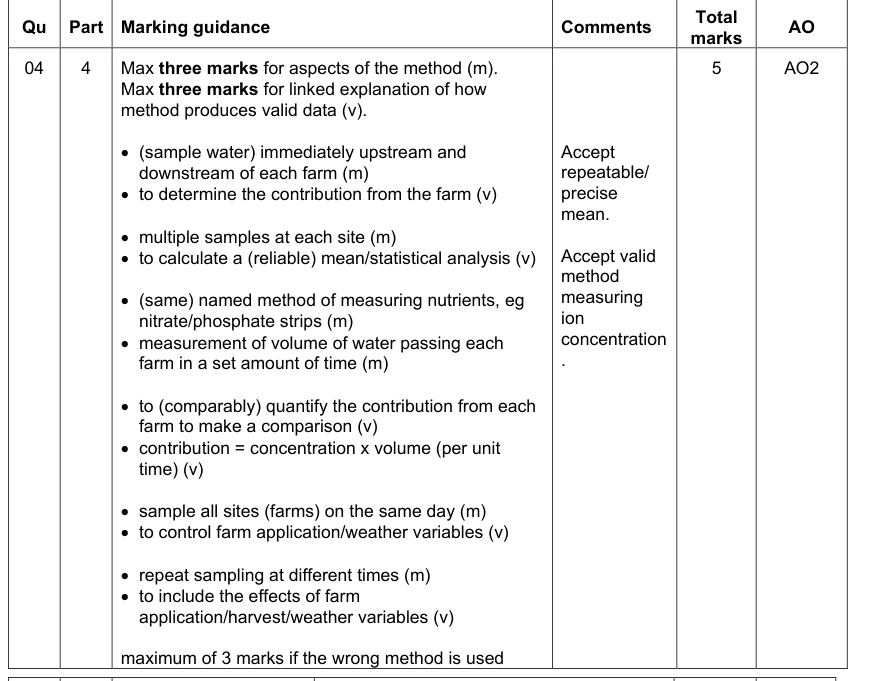 Qu Part Marking guidance Comments Total marks AO
04 4 Max three marks for aspects of the method (m). 5 AO2
Max three marks for linked explanation of how
method produces valid data (v).
• (sample water) immediately upstream and
downstream of each farm (m)
• to determine the contribution from the farm (v)
• multiple samples at each site (m)
• to calculate a (reliable) mean/statistical analysis (v)
• (same) named method of measuring nutrients, eg
nitrate/phosphate strips (m)
• measurement of volume of water passing each
farm in a set amount of time (m)
• to (comparably) quantify the contribution from each
farm to make a comparison (v)
• contribution = concentration x volume (per unit
time) (v)
• sample all sites (farms) on the same day (m)
• to control farm application/weather variables (v)
• repeat sampling at different times (m)
• to include the effects of farm
application/harvest/weather variables (v)
maximum of 3 marks if the wrong method is used
Accept
repeatable/
precise
mean.
Accept valid
method
measuring
ion
concentration
.